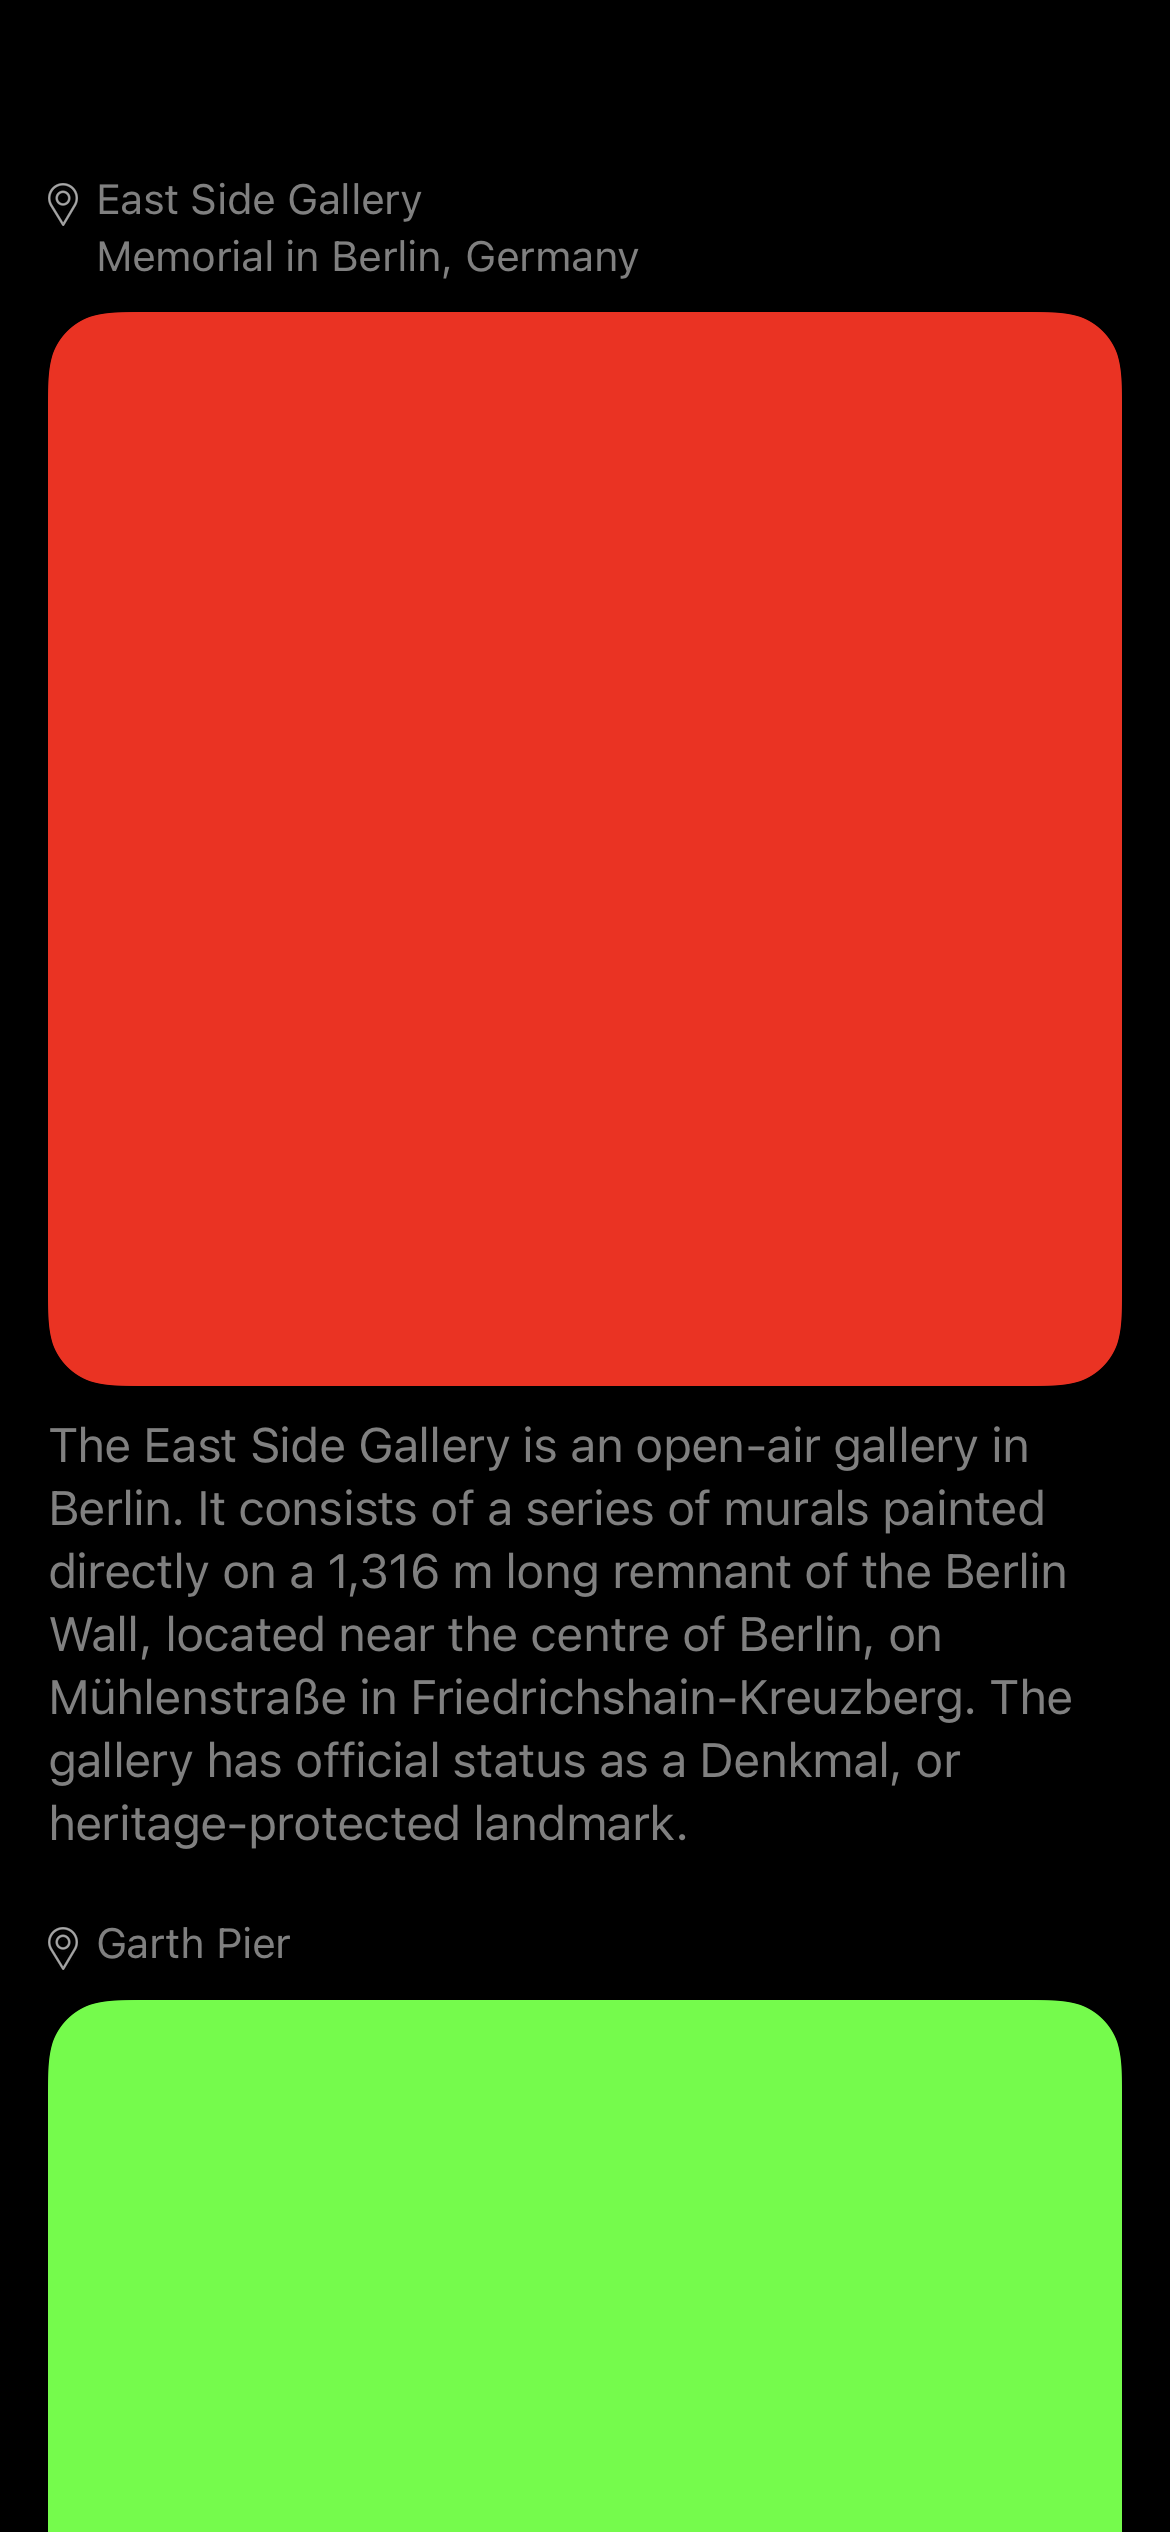 East Side Gallery
Memorial in Berlin, Germany
The East Side Gallery is an open-air gallery in
Berlin. It consists of a series of murals painted
directly on a 1,316 m long remnant of the Berlin
Wall, located near the centre of Berlin, on
Mühlenstraße in Friedrichshain-Kreuzberg. The
gallery has official status as a Denkmal, or
heritage-protected landmark.
Garth Pier